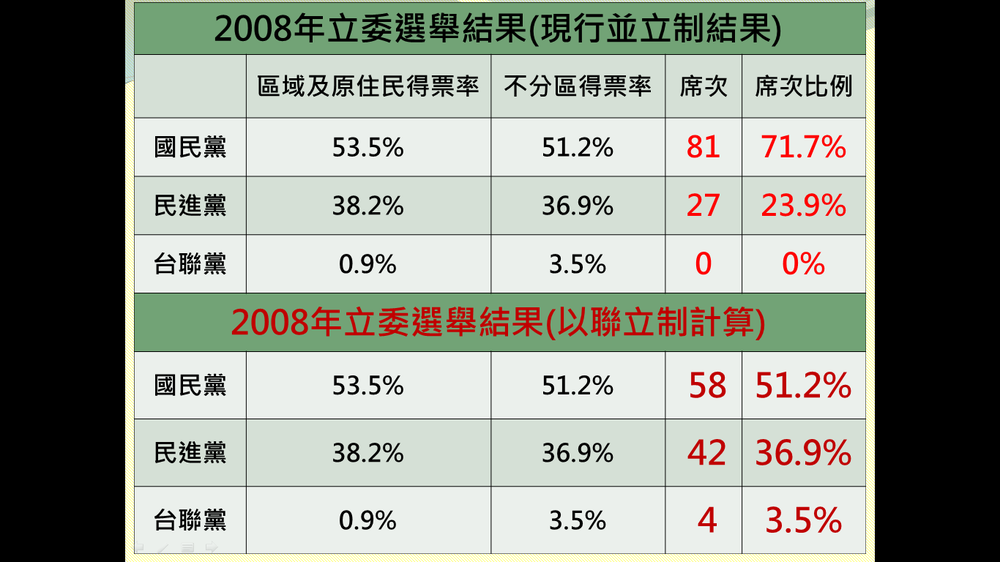 2008年立委選舉結果(現行並立制結果)
區域及原住民得票率 不分區得票率 席次 席次比例
國民黨 53.5% 51.2% 81 71.7%
民進黨 38.2% 36.9% 27 23.9%
台聯黨 0.9% 3.5% 0 0%
2008年立委選舉結果(以聯立制計算)
國民黨 53.5% 51.2% 58 51.2%
民進黨 38.2% 36.9% 42 36.9%
台聯黨 0.9% 3.5% 4 3.5%